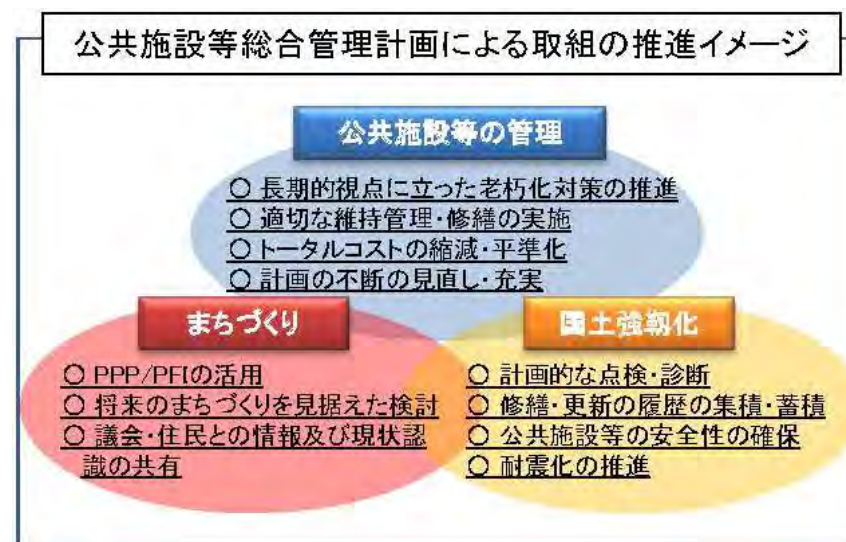 公共施設等総合管理計画による取組の推進イメージ
公共施設等の管理
○ 長期的視点に立った老朽化対策の推進
○ 適切な維持管理・修繕の実施
○ トータルコストの縮減・平準化
○ 計画の不断の見直し・充実
まちづくり
○ PPP/PFIの活用
○ 将来のまちづくりを見据えた検討
○ 議会・住民との情報及び現状認
識の共有
国土強靱化
○ 計画的な点検・診断
○ 修繕・更新の履歴の集積・蓄積
○ 公共施設等の安全性の確保
○ 耐震化の推進